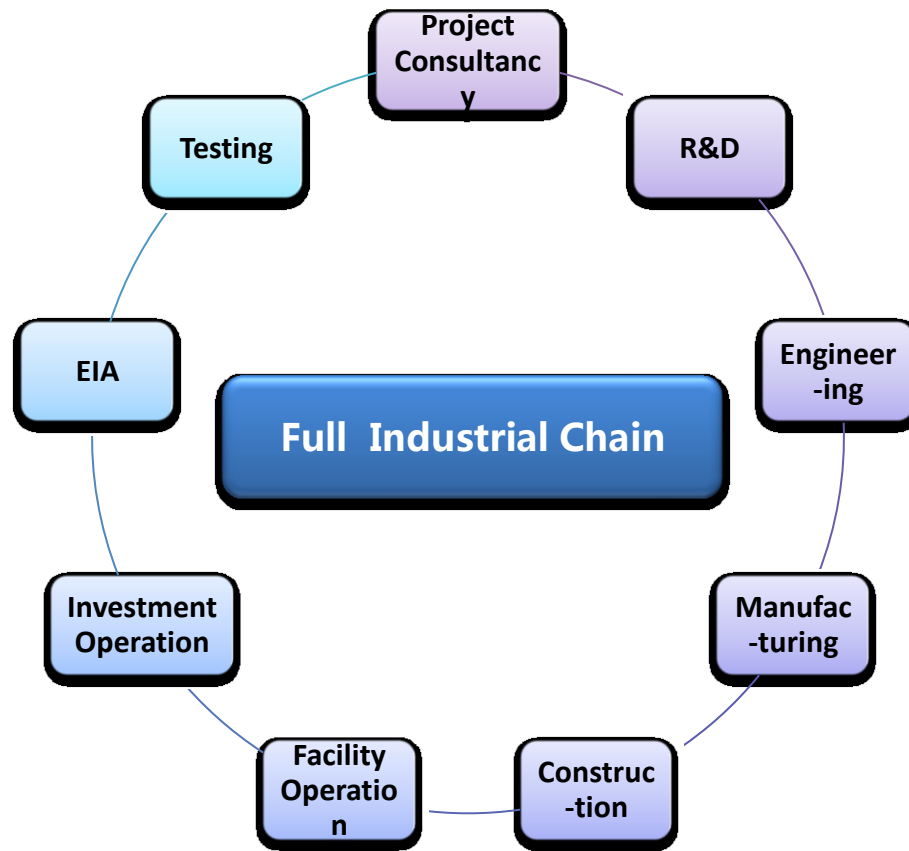 Project
Consultanc
y
R&D
Engineer
-ing
Manufac
-turing
Construc
-tion
Facility
Operatio
n
Investment
Operation
EIA
Testing
Full  Industrial Chain